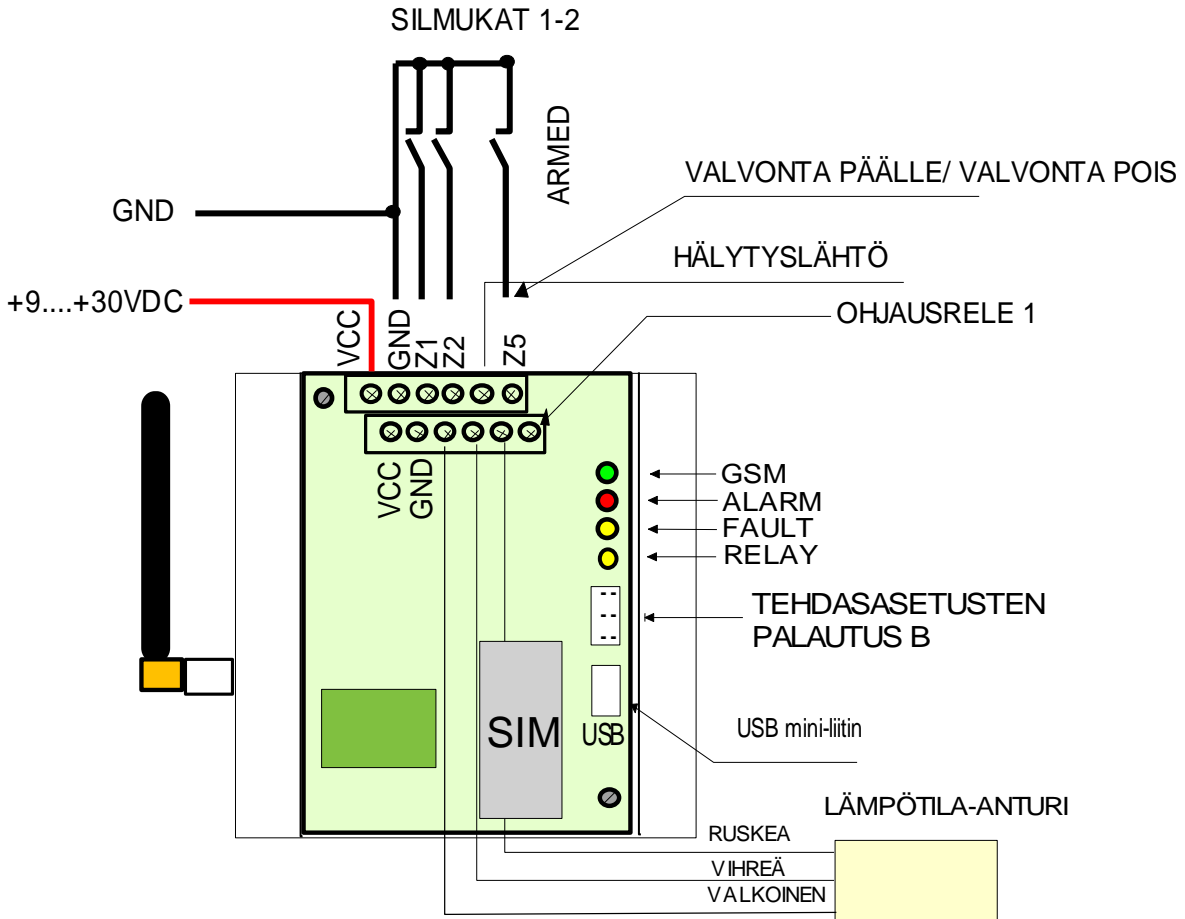 SILMUKAT 1-2
ARMED
VALVONTA PÄÄLLE/ VALVONTA POIS
GND
HÄLYTYSLÄHTÖ
+9....+30VDC
OHJAUSRELE 1
VCC
GND
Z1
Z2
Z5
VCC
GND
GSM
ALARM
FAULT
RELAY
TEHDASASETUSTEN
PALAUTUS B
SIM
USB
USB mini-liitin
LÄMPÖTILA-ANTURI
RUSKEA
VIHREÄ
VALKOINEN